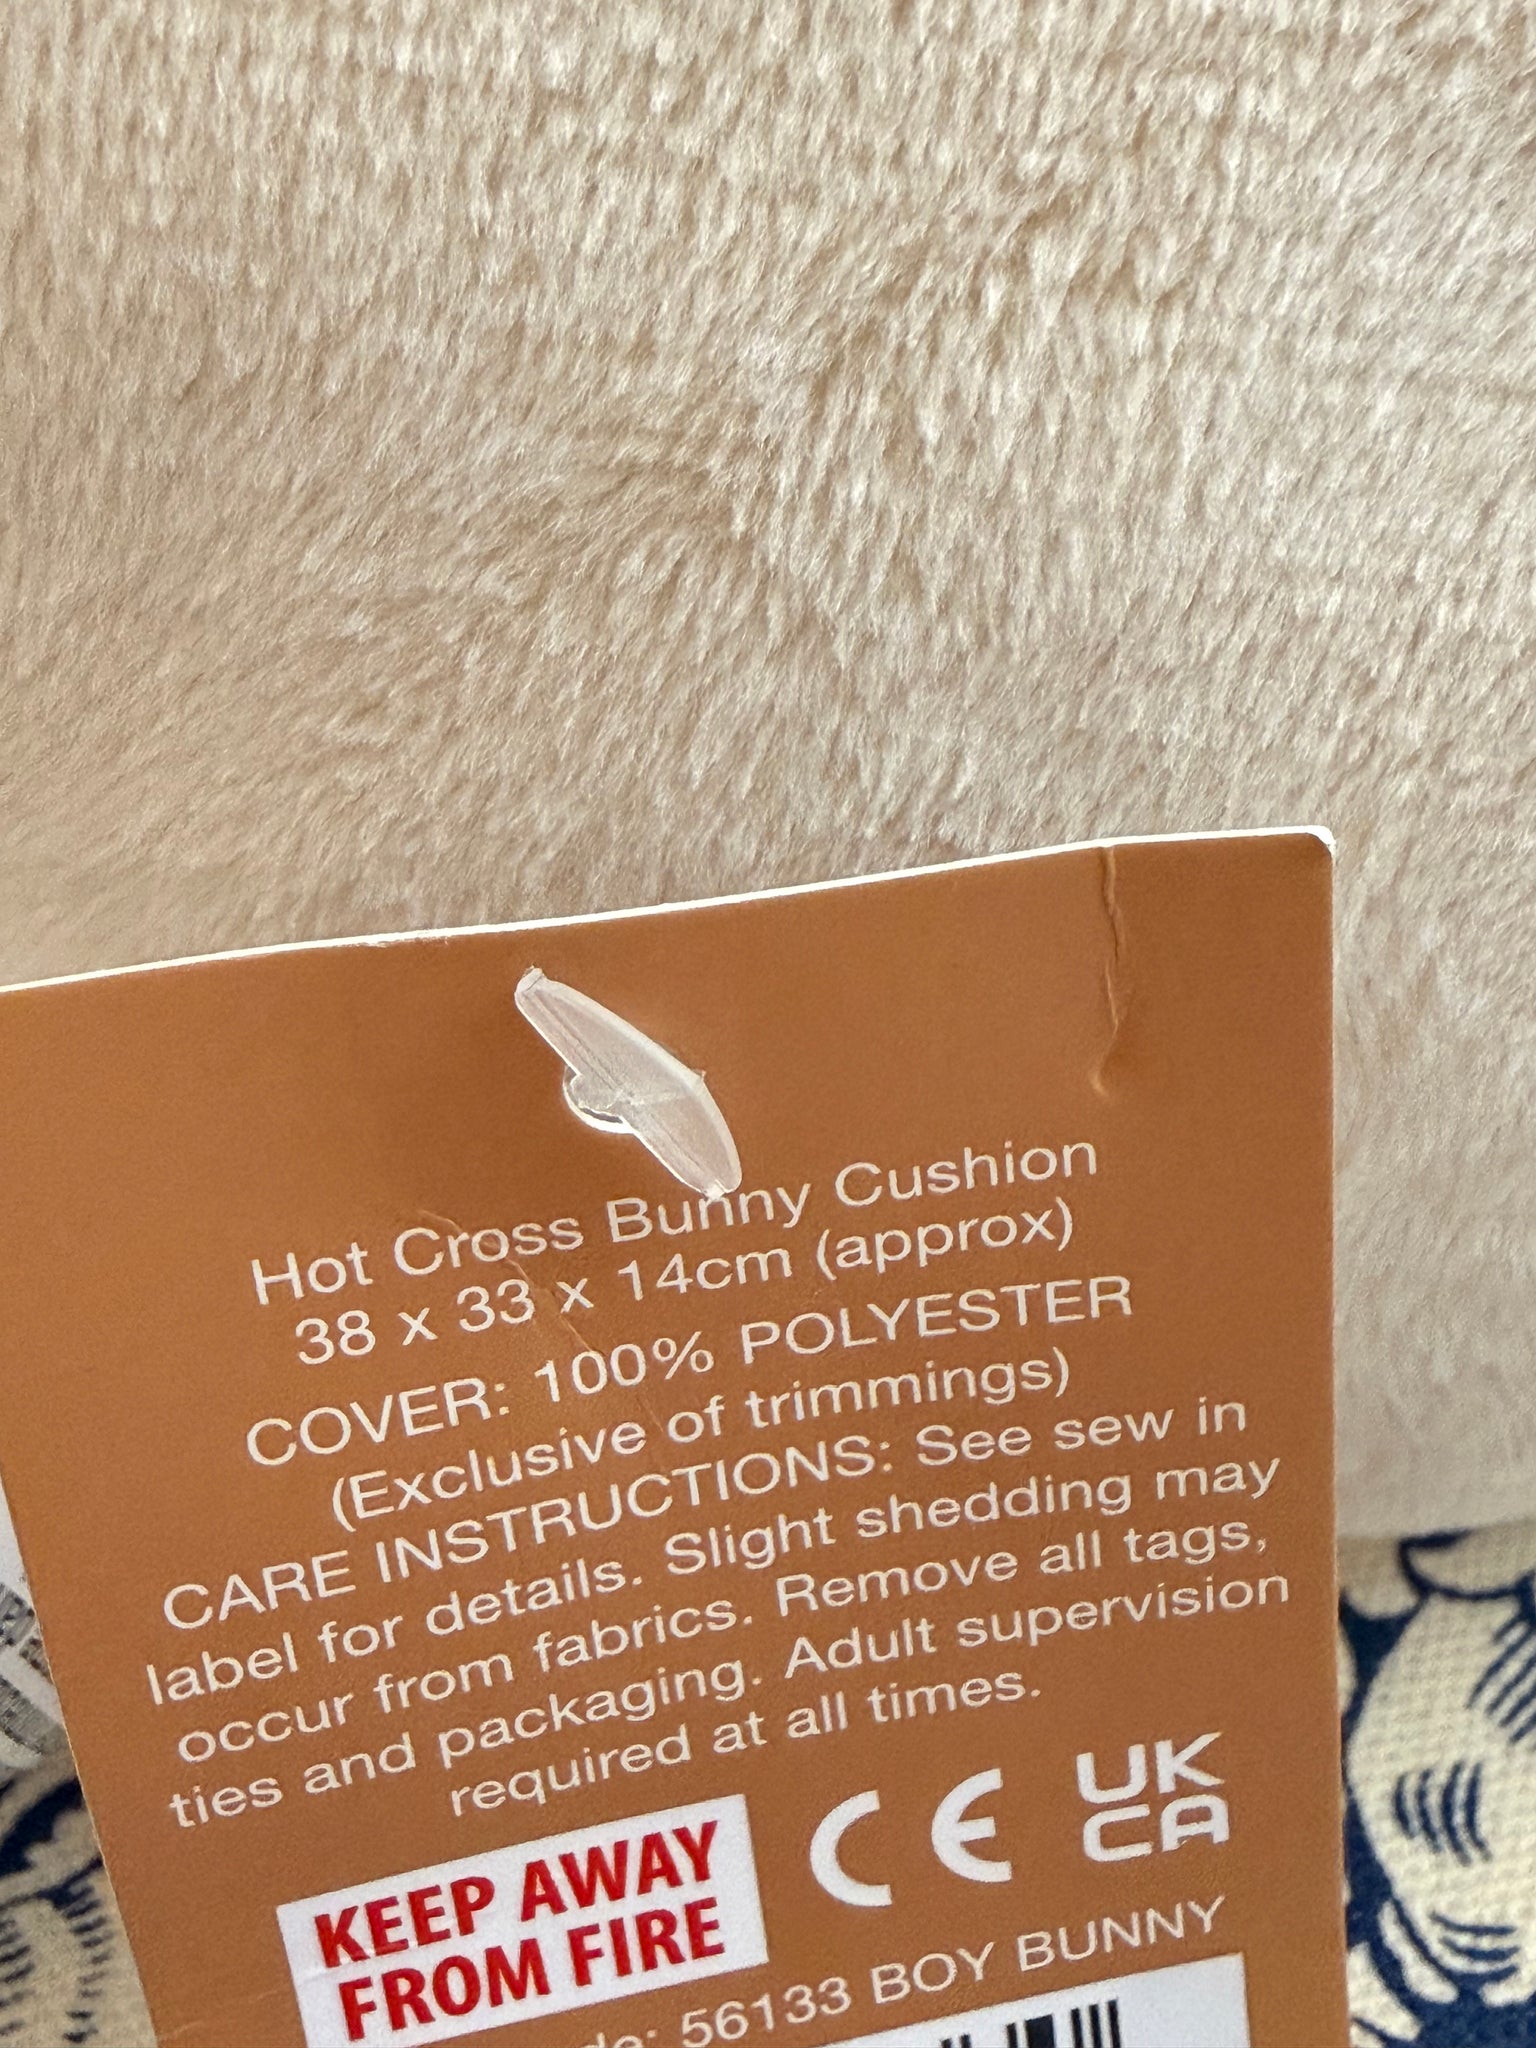 Hot Cross Bunny Cushion
38 x 33 x 14cm (approx)
COVER: 100% POLYESTER
(Exclusive of trimmings)
CARE INSTRUCTIONS: See sew in
label for details. Slight shedding may
occur from fabrics. Remove all tags,
ties and packaging. Adult supervision
required at all times.
KEEP AWAY
FROM FIRE
CE
UK
CA
56133 BOY BUNNY